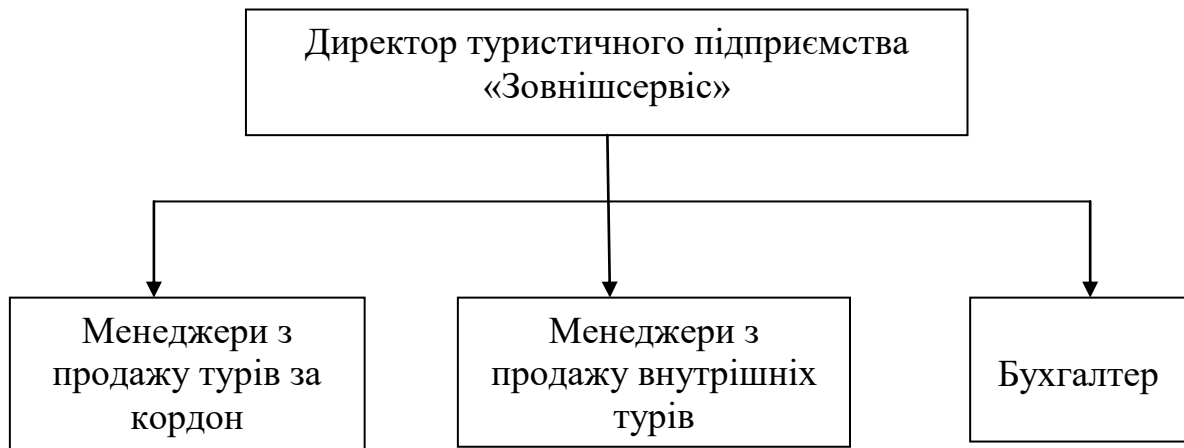 Директор туристичного підприємства
«Зовнішсервіс»
Менеджери з
продажу турів за
кордон
Менеджери з
продажу внутрішніх
турів
Бухгалтер